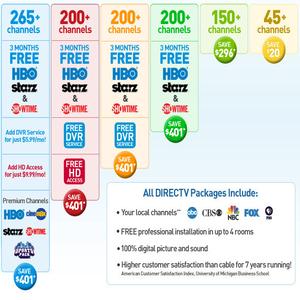 265+
channels
3 MONTHS
FREE
HBO
starz
&
SHOWTIME
Add DVR Service
for just $5.99/mo!
Add HD Access
for just $9.99/mo!
Premium Channels
HBO cinemax
starz SHOWTIME
SPORTS
PACK
SAVE
$401*
200+
channels
3 MONTHS
FREE
HBO
starz
&
SHOWTIME
FREE
DVR
SERVICE
FREE
HD
ACCESS
SAVE
$401*
200+
channels
3 MONTHS
FREE
HBO
starz
&
SHOWTIME
FREE
DVR
SERVICE
SAVE
$401*
200+
channels
3 MONTHS
FREE
HBO
starz
&
SHOWTIME
SAVE
$401*
150+
channels
SAVE
$296*
45+
channels
SAVE
$20
All DIRECTV Packages Include:
• Your local channels** abc CBS NBC FOX PBS
• FREE professional installation in up to 4 rooms
• 100% digital picture and sound
• Higher customer satisfaction than cable for 7 years running!
American Customer Satisfaction Index, University of Michigan Business School